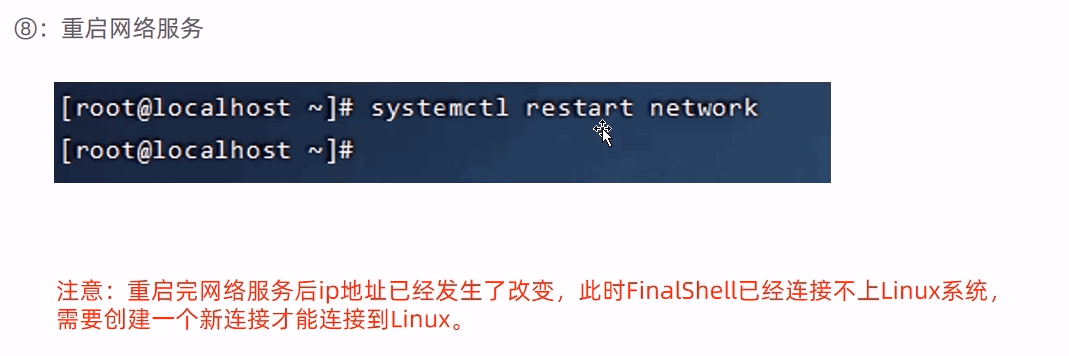 ⑧：重启网络服务
[root@localhost ~]# systemctl restart network
[root@localhost ~]#
注意：重启完网络服务后ip地址已经发生了改变，此时FinalShell已经连接不上Linux系统，
需要创建一个新连接才能连接到Linux。